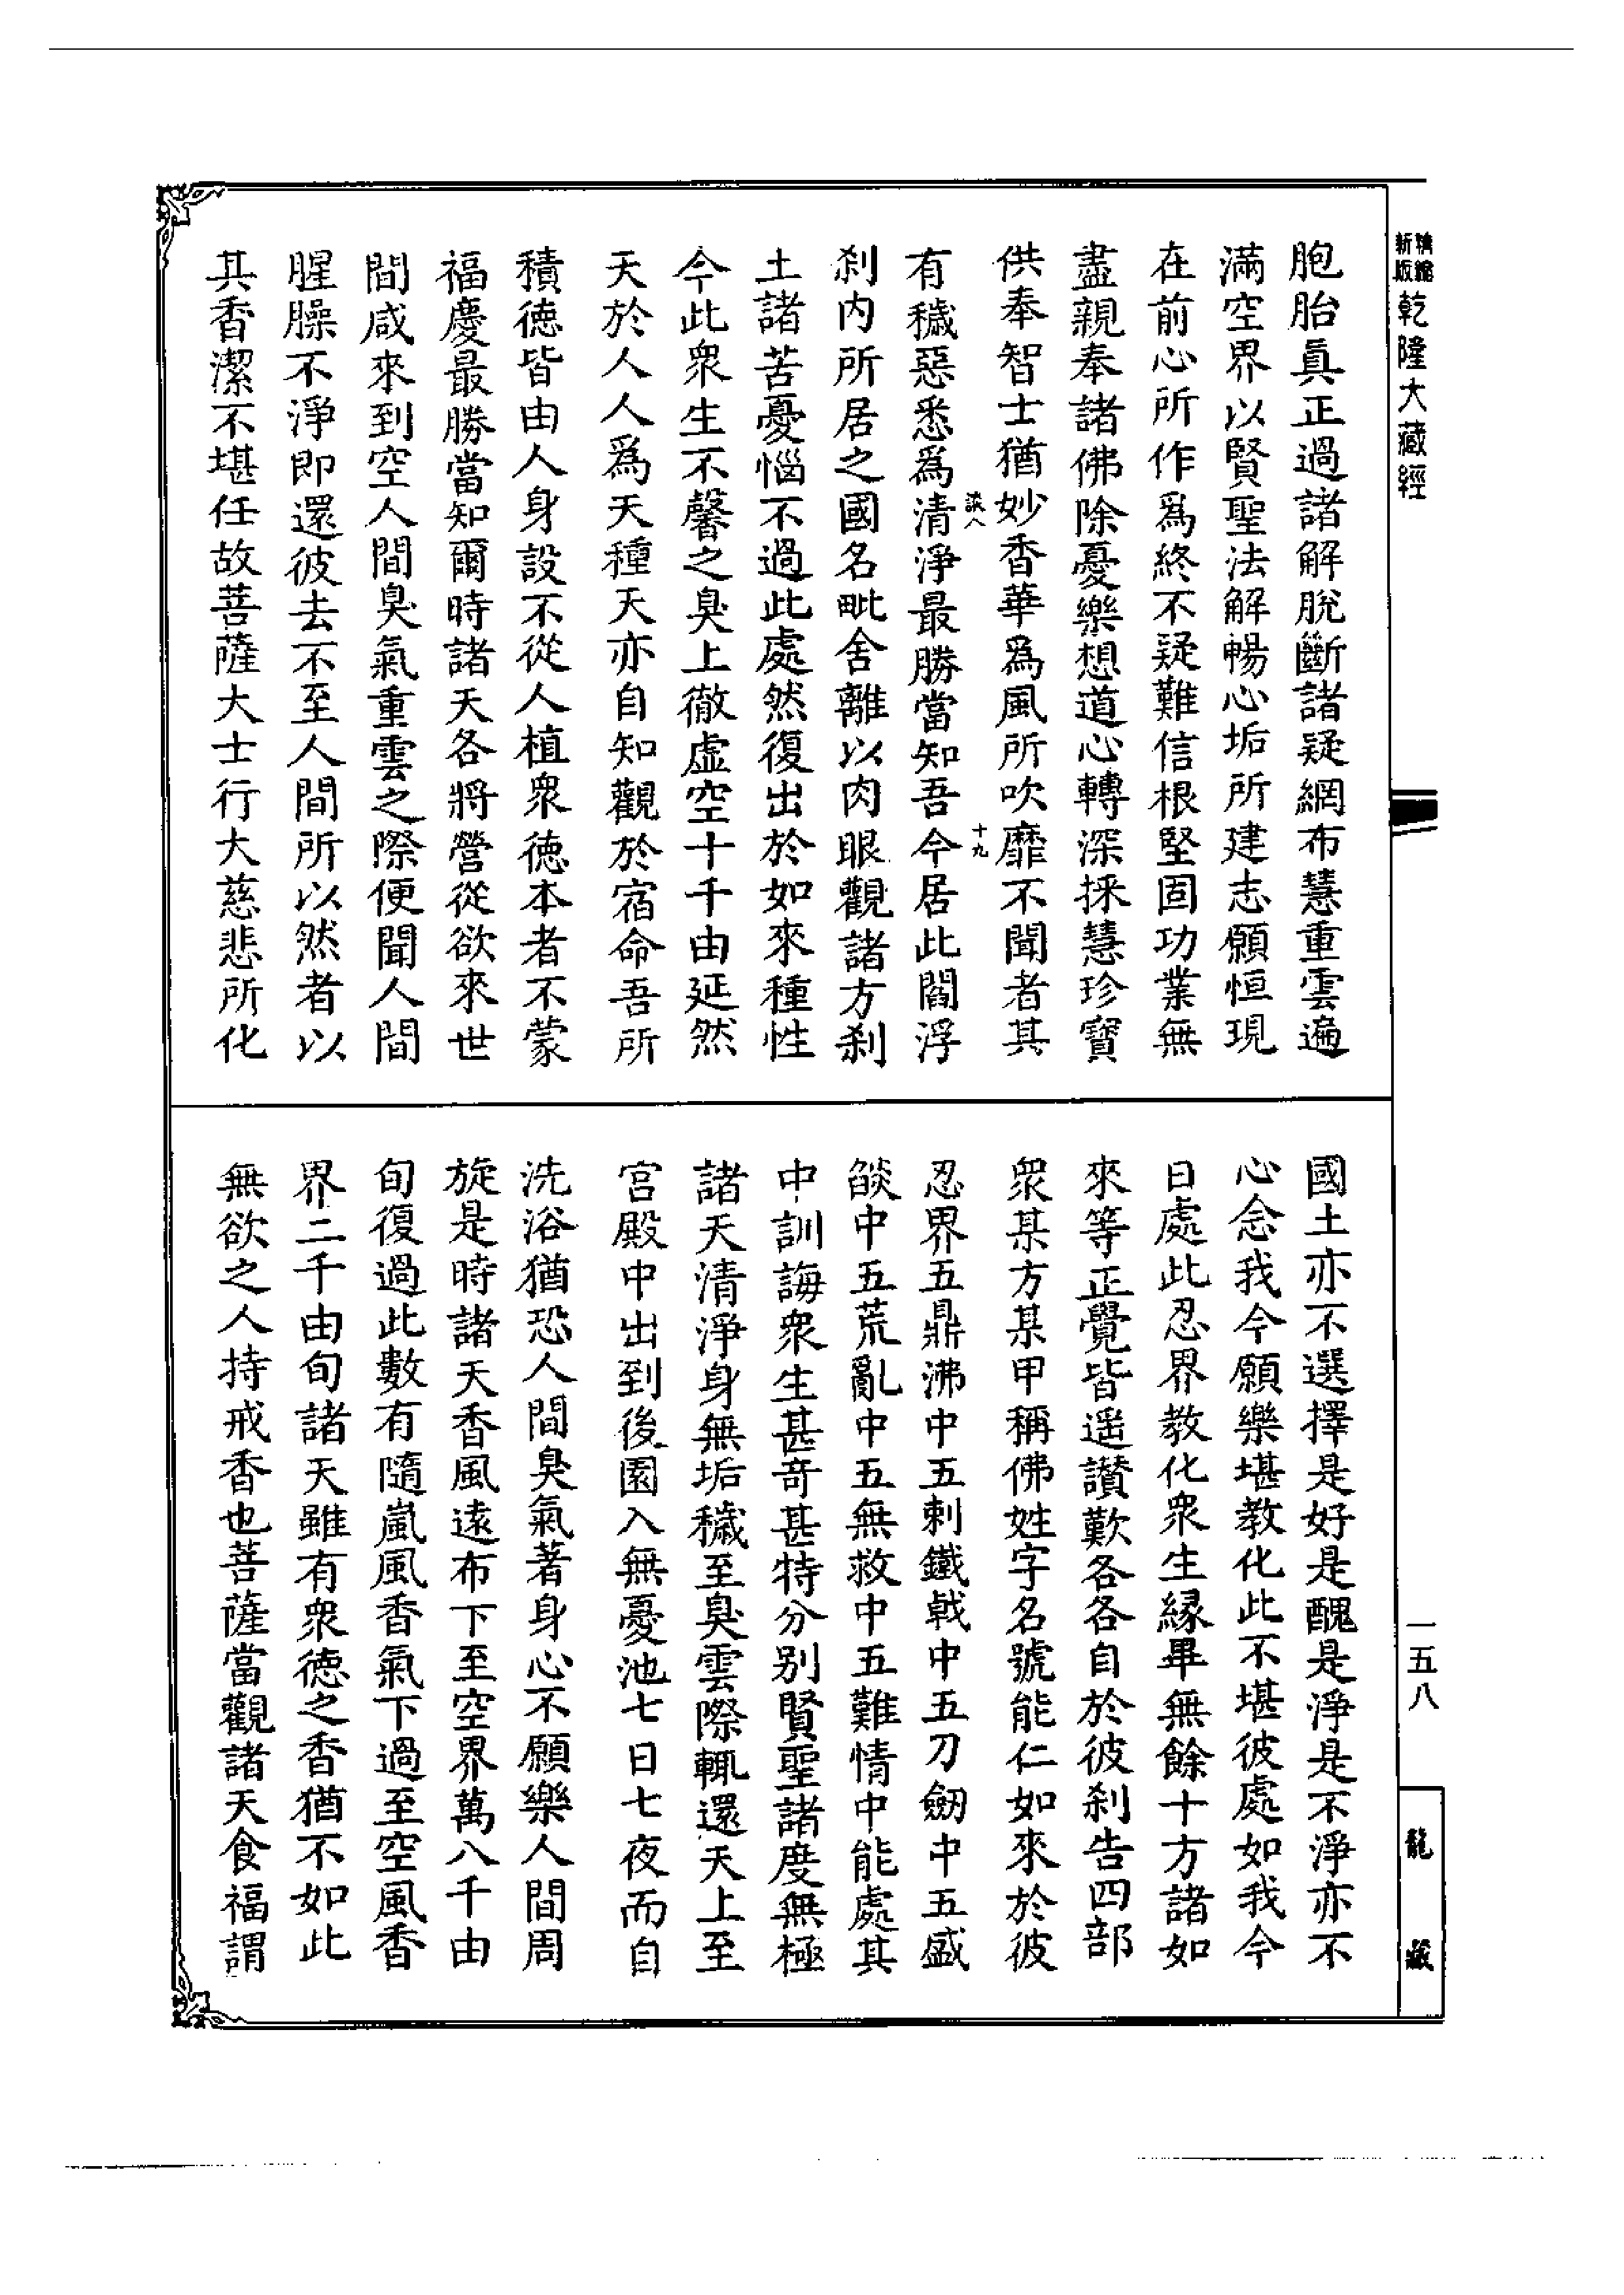 精縮
新版
乾隆大藏經
胞胎真正過諸解脫斷諸疑網布慧重雲遍
滿空界以賢聖法解暢心垢所建志願恒現
在前心所作爲終不疑難信根堅固功業無
盡親奉諸佛除憂樂想道心轉深採慧珍寶
供奉智士猶妙香華爲風所吹靡不聞者其
談八
十九
有穢惡悉爲清淨最勝當知吾今居此閻浮
剎內所居之國名毗舍離以肉眼觀諸方剎
土諸苦憂惱不過此處然復出於如來種性
今此衆生不馨之臭上徹虛空十千由延然
天於人人爲天種天亦自知觀於宿命吾所
積德皆由人身設不從人植衆德本者不蒙
福慶最勝當知爾時諸天各將營從欲來世
間咸來到空人間臭氣重雲之際便聞人間
腥臊不淨即還彼去不至人間所以然者以
其香潔不堪任故菩薩大士行大慈悲所化
國土亦不選擇是好是醜是淨是不淨亦不
心念我今願樂堪教化此不堪彼處如我今
日處此忍界教化衆生緣畢無餘十方諸如
來等正覺皆遥讚歎各各自於彼剎告四部
衆某方某甲稱佛姓字名號能仁如來於彼
忍界五鼎沸中五刺鐵戟中五刀劒中五盛
燄中五荒亂中五無救中五難情中能處其
中訓誨衆生甚奇甚特分别賢聖諸度無極
諸天清淨身無垢穢至臭雲際輒還天上至
宫殿中出到後園入無憂池七日七夜而自
洗浴猶恐人間臭氣著身心不願樂人間周
旋是時諸天香風遠布下至空界萬八千由
旬復過此數有隨嵐風香氣下過至空風香
界二千由旬諸天雖有衆德之香猶不如此
無欲之人持戒香也菩薩當觀諸天食福謂
一五八
龍藏